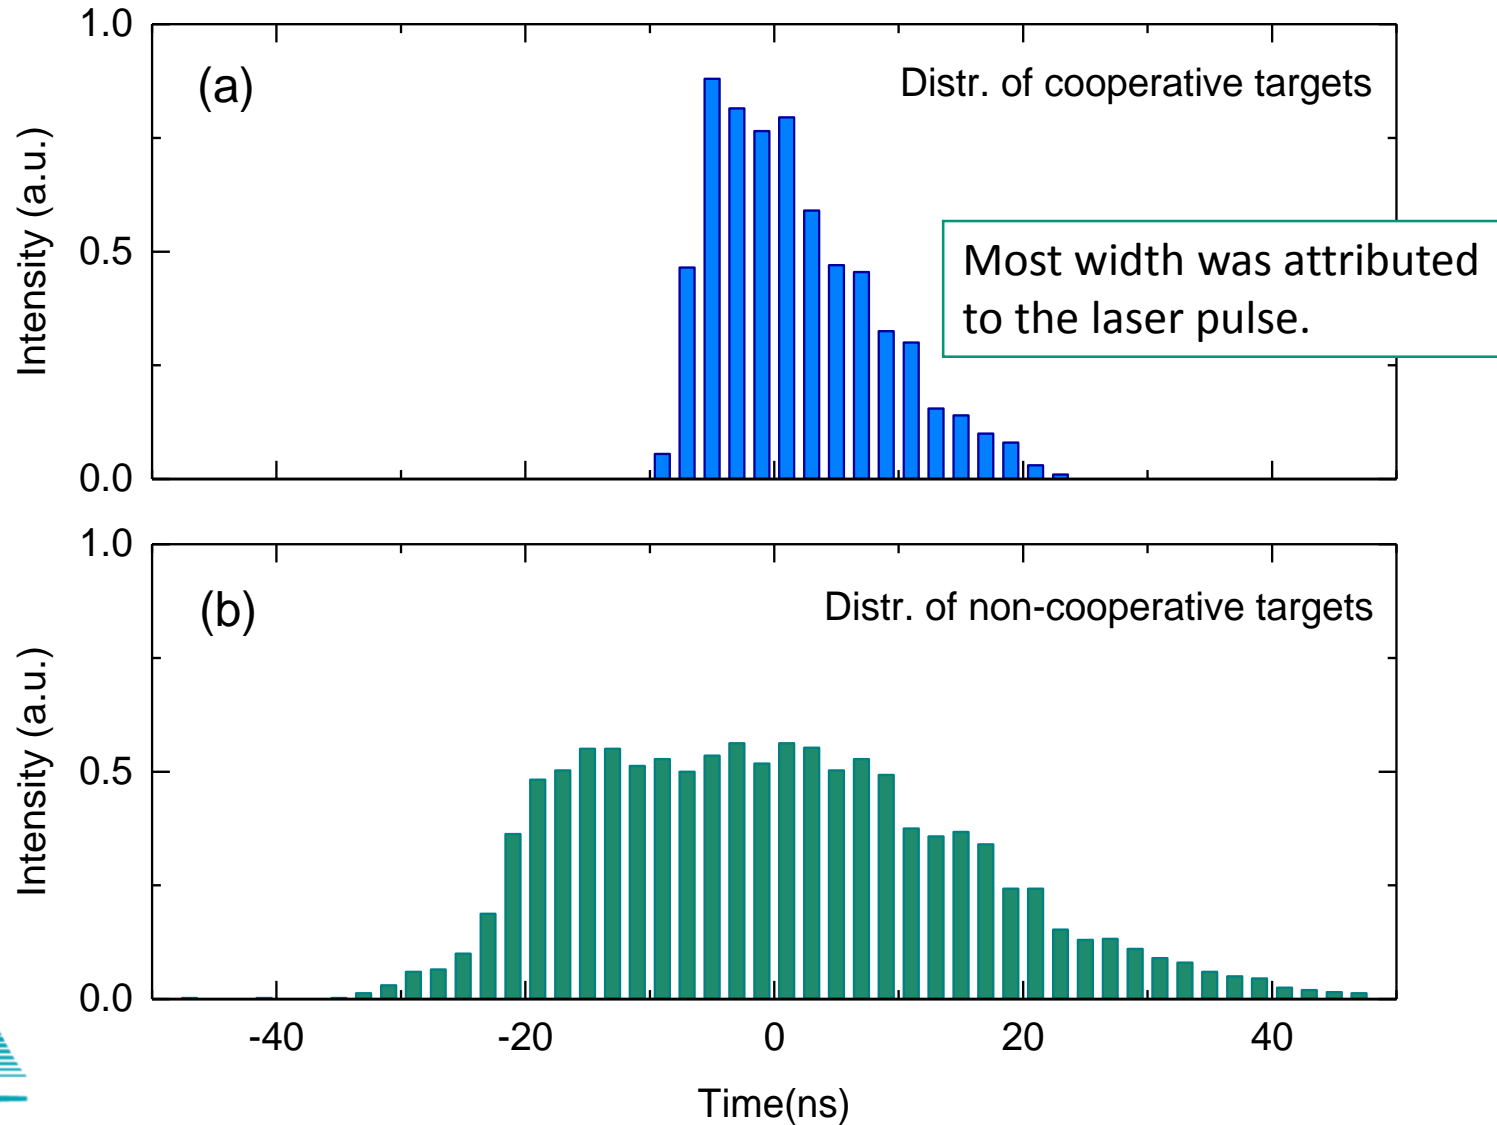 (a)
Distr. of cooperative targets
Intensity (a.u.)
1.0
0.5
0.0
Most width was attributed
to the laser pulse.
(b)
Distr. of non-cooperative targets
Intensity (a.u.)
1.0
0.5
0.0
-40 -20 0 20 40
Time(ns)